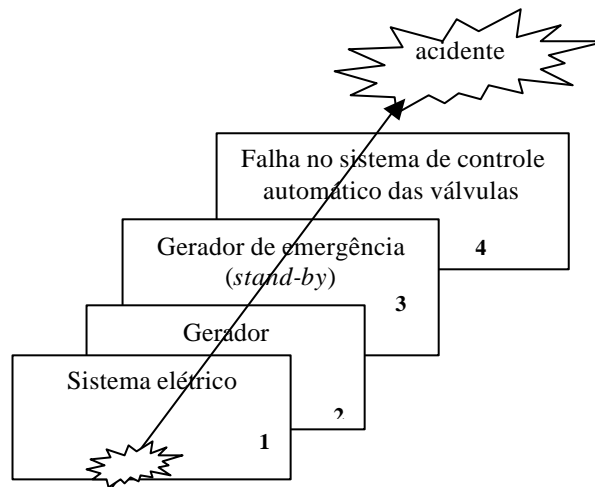 acidente
Falha no sistema de controle
automático das válvulas
4
Gerador de emergência
(stand-by)
3
Gerador
2
Sistema elétrico
1